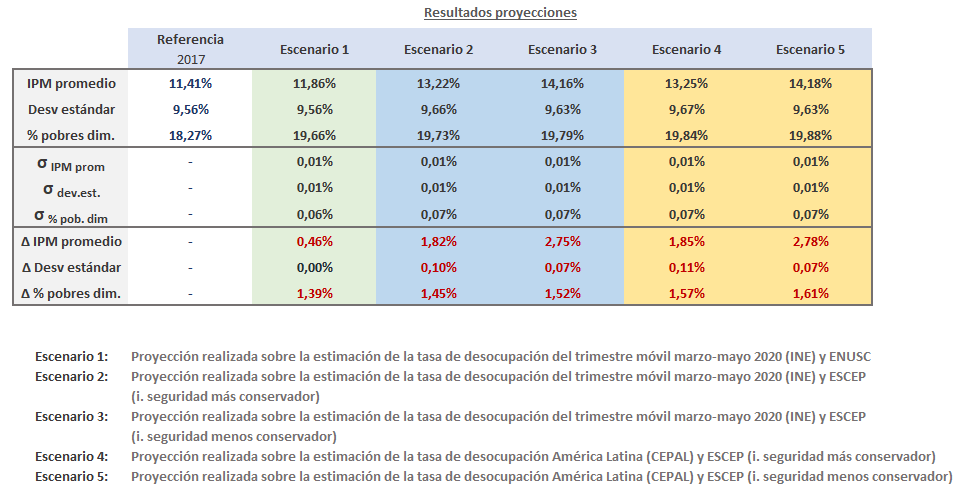 Resultados proyecciones
Referencia 2017 Escenario 1 Escenario 2 Escenario 3 Escenario 4 Escenario 5
IPM promedio 11,41% 11,86% 13,22% 14,16% 13,25% 14,18%
Desv estándar 9,56% 9,56% 9,66% 9,63% 9,67% 9,63%
% pobres dim. 18,27% 19,66% 19,73% 19,79% 19,84% 19,88%
σ IPM prom - 0,01% 0,01% 0,01% 0,01% 0,01%
σ dev.est. - 0,01% 0,01% 0,01% 0,01% 0,01%
σ % pob. dim - 0,06% 0,07% 0,07% 0,07% 0,07%
Δ IPM promedio - 0,46% 1,82% 2,75% 1,85% 2,78%
Δ Desv estándar - 0,00% 0,10% 0,07% 0,11% 0,07%
Δ % pobres dim. - 1,39% 1,45% 1,52% 1,57% 1,61%
Escenario 1: Proyección realizada sobre la estimación de la tasa de desocupación del trimestre móvil marzo-mayo 2020 (INE) y ENUSC
Escenario 2: Proyección realizada sobre la estimación de la tasa de desocupación del trimestre móvil marzo-mayo 2020 (INE) y ESCEP
(i. seguridad más conservador)
Escenario 3: Proyección realizada sobre la estimación de la tasa de desocupación del trimestre móvil marzo-mayo 2020 (INE) y ESCEP
(i. seguridad menos conservador)
Escenario 4: Proyección realizada sobre la estimación de la tasa de desocupación América Latina (CEPAL) y ESCEP (i. seguridad más conservador)
Escenario 5: Proyección realizada sobre la estimación de la tasa de desocupación América Latina (CEPAL) y ESCEP (i. seguridad menos conservador)